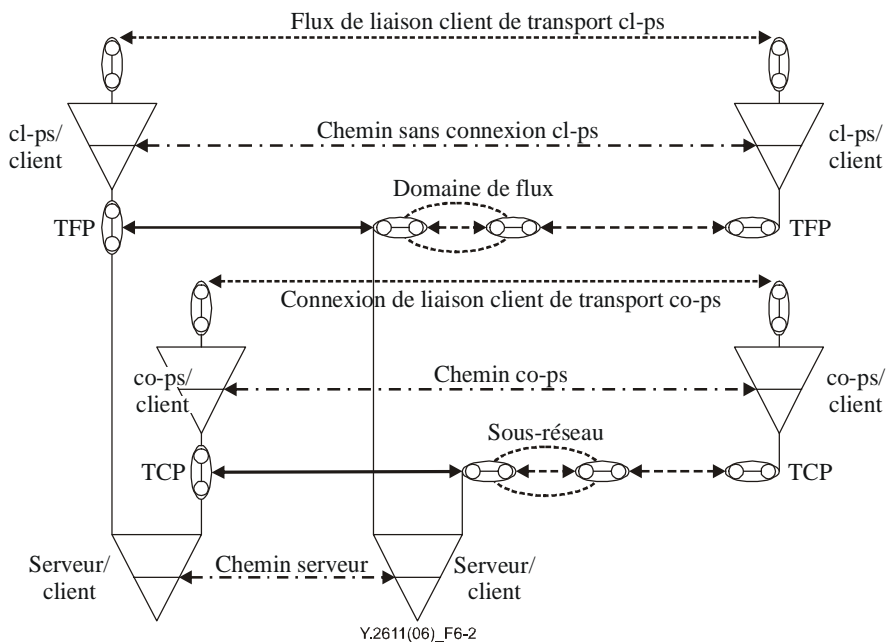 Flux de liaison client de transport cl-ps
cl-ps/
client
Chemin sans connexion cl-ps
cl-ps/
client
Domaine de flux
TFP
TFP
Connexion de liaison client de transport co-ps
co-ps/
client
Chemin co-ps
co-ps/
client
Sous-réseau
TCP
TCP
Serveur/
client
Chemin serveur
Serveur/
client
Y.2611(06)_F6-2